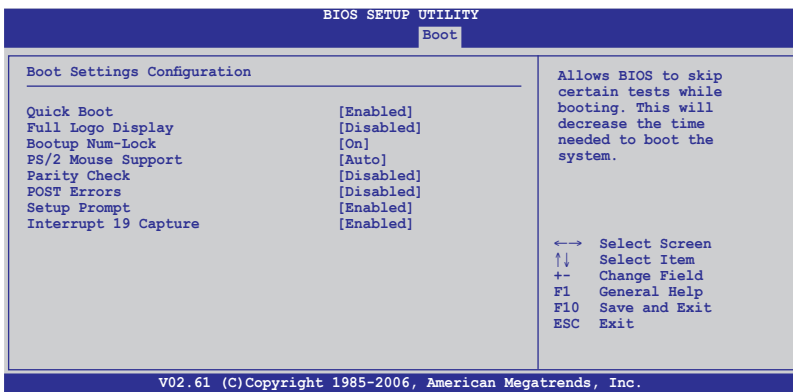 BIOS SETUP UTILITY
Boot
Boot Settings Configuration
Quick Boot [Enabled]
Full Logo Display [Disabled]
Bootup Num-Lock [On]
PS/2 Mouse Support [Auto]
Parity Check [Disabled]
POST Errors [Disabled]
Setup Prompt [Enabled]
Interrupt 19 Capture [Enabled]
Allows BIOS to skip
certain tests while
booting. This will
decrease the time
needed to boot the
system.
←→ Select Screen
↑↓ Select Item
+- Change Field
F1 General Help
F10 Save and Exit
ESC Exit
V02.61 (C)Copyright 1985-2006, American Megatrends, Inc.